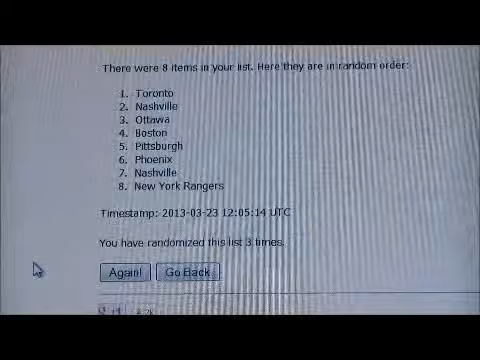 There were 8 items in your list. Here they are in random order:
1. Toronto
2. Nashville
3. Ottawa
4. Boston
5. Pittsburgh
6. Phoenix
7. Nashville
8. New York Rangers
Timestamp: 2013-03-23 12:05:14 UTC
You have randomized this list 3 times.
Again! Go Back